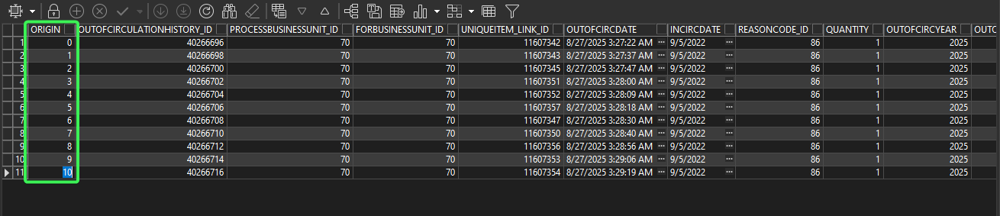 ORIGIN OUTOFCIRCULATIONHISTORY_ID PROCESSBUSINESSUNIT_ID FORBUSINESSUNIT_ID UNIQUEITEM_LINK_ID OUTOFCIRCDATE INCIRCDATE REASONCODE_ID QUANTITY OUTOFCIRCYEAR OUTC
1 0 40266696 70 70 11607342 8/27/2025 3:27:22 AM ... 9/5/2022 ... 86 1 2025
2 1 40266698 70 70 11607343 8/27/2025 3:27:37 AM ... 9/5/2022 ... 86 1 2025
3 2 40266700 70 70 11607345 8/27/2025 3:27:47 AM ... 9/5/2022 ... 86 1 2025
4 3 40266702 70 70 11607351 8/27/2025 3:28:00 AM ... 9/5/2022 ... 86 1 2025
5 4 40266704 70 70 11607352 8/27/2025 3:28:09 AM ... 9/5/2022 ... 86 1 2025
6 5 40266706 70 70 11607357 8/27/2025 3:28:18 AM ... 9/5/2022 ... 86 1 2025
7 6 40266708 70 70 11607347 8/27/2025 3:28:30 AM ... 9/5/2022 ... 86 1 2025
8 7 40266710 70 70 11607350 8/27/2025 3:28:40 AM ... 9/5/2022 ... 86 1 2025
9 8 40266712 70 70 11607356 8/27/2025 3:28:56 AM ... 9/5/2022 ... 86 1 2025
10 9 40266714 70 70 11607353 8/27/2025 3:29:06 AM ... 9/5/2022 ... 86 1 2025
11 10 40266716 70 70 11607354 8/27/2025 3:29:19 AM ... 9/5/2022 ... 86 1 2025